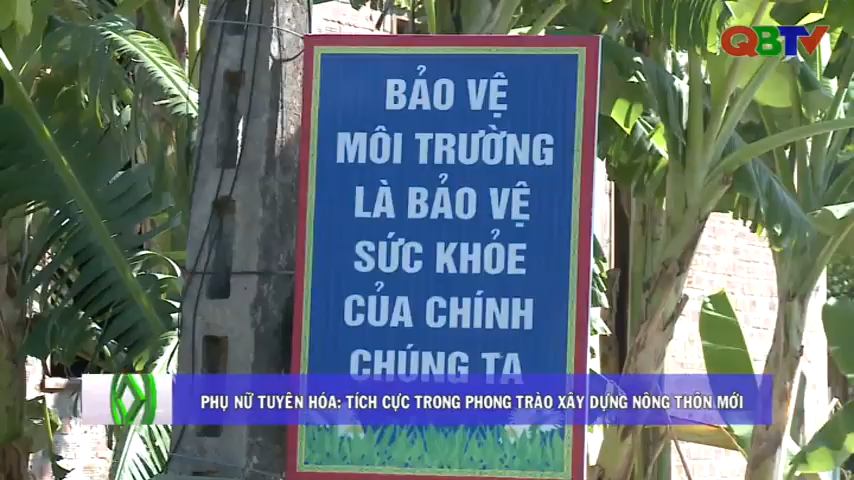 QBTV
BẢO VỆ
MÔI TRƯỜNG
LÀ BẢO VỆ
SỨC KHỎE
CỦA CHÍNH
CHÚNG TA
PHỤ NỮ TUYÊN HÓA: TÍCH CỰC TRONG PHONG TRÀO XÂY DỰNG NÔNG THÔN MỚI